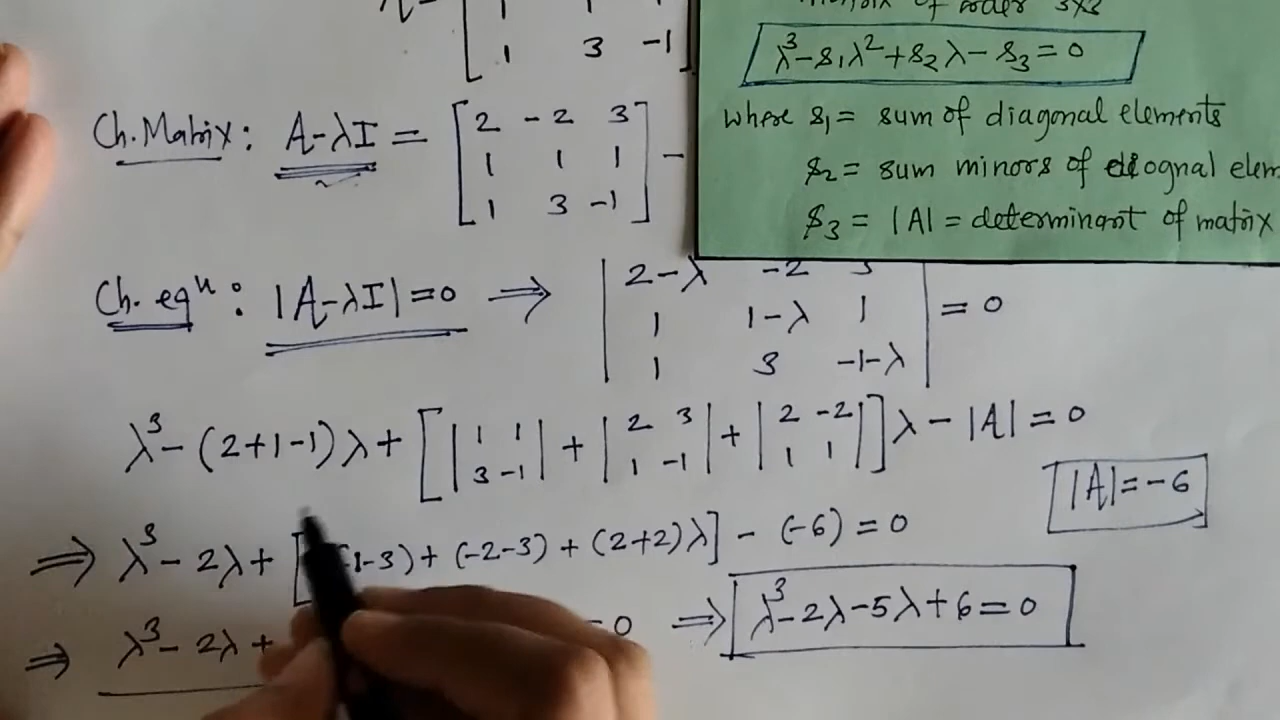 1 3 -1
λ³-s₁λ²+s₂λ-s₃=0
where s₁= sum of diagonal elements
s₂= sum minors of diognal elem
s₃= |A|=determinant of matrix
Ch.Matrix: A-λI = [2 -2 3] -
1 1 1
1 3 -1
Ch.eqⁿ: |A-λI|=0 ⇒ |2-λ -2 3| = 0
1 1-λ 1
1 3 -1-λ
λ³-(2+1-1)λ+[|1 1| + |2 3| + |2 -2|]λ-|A|=0
3 -1 1 -1 1 1
|A|=-6
⇒ λ³-2λ+[ 1-3)+(-2-3)+(2+2)λ]-(-6)=0
⇒ λ³-2λ+ =0 ⇒ λ³-2λ-5λ+6=0